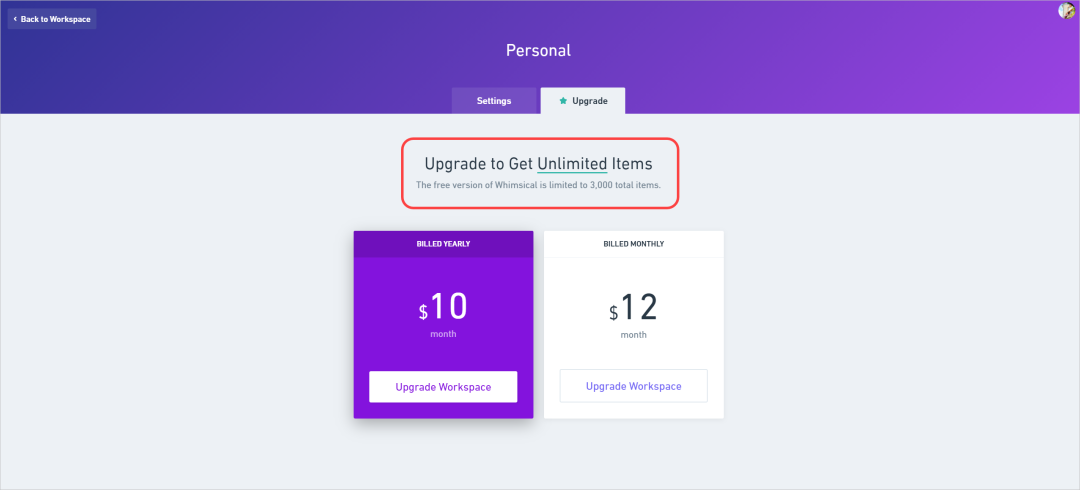 ‹ Back to Workspace
Personal
Settings
★ Upgrade
Upgrade to Get Unlimited Items
The free version of Whimsical is limited to 3,000 total items.
BILLED YEARLY
$10
month
Upgrade Workspace
BILLED MONTHLY
$12
month
Upgrade Workspace